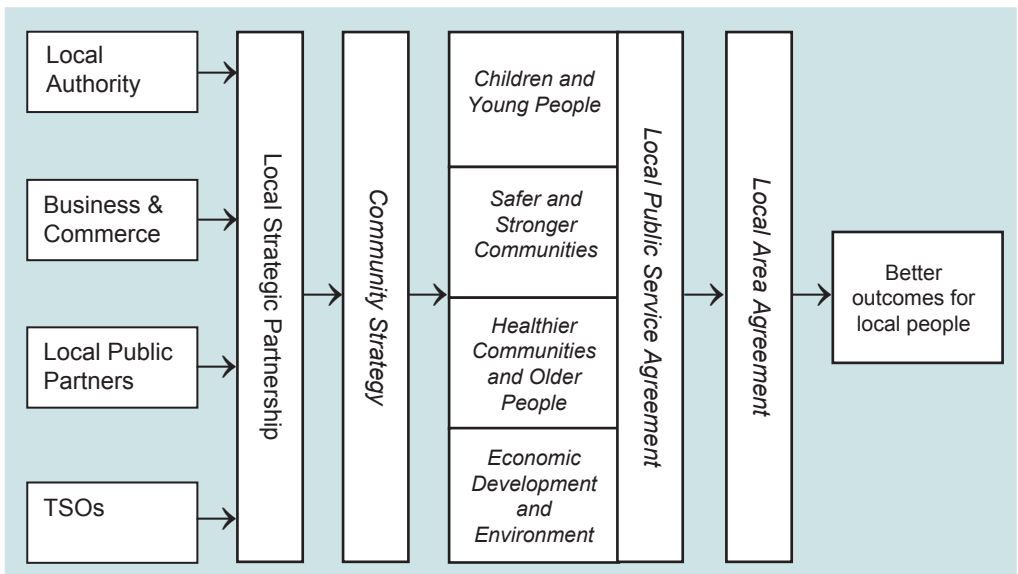 Local
Authority
Business &
Commerce
Local Public
Partners
TSOs
Local Strategic Partnership
Community Strategy
Children and
Young People
Safer and
Stronger
Communities
Healthier
Communities
and Older
People
Economic
Development
and
Environment
Local Public Service Agreement
Local Area Agreement
Better
outcomes for
local people